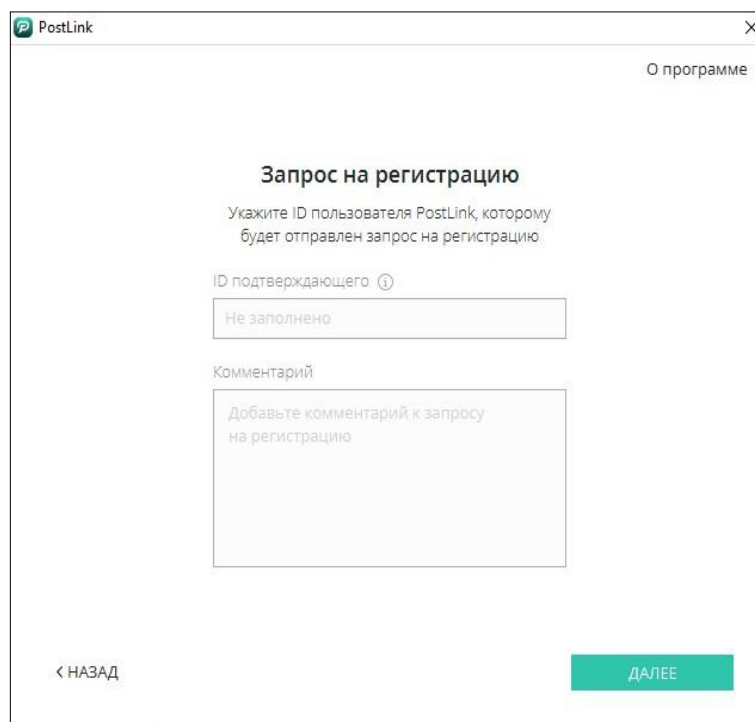 PostLink
О программе
Запрос на регистрацию
Укажите ID пользователя PostLink, которому
будет отправлен запрос на регистрацию
ID подтверждающего
Не заполнено
Комментарий
Добавьте комментарий к запросу
на регистрацию
< НАЗАД
ДАЛЕЕ